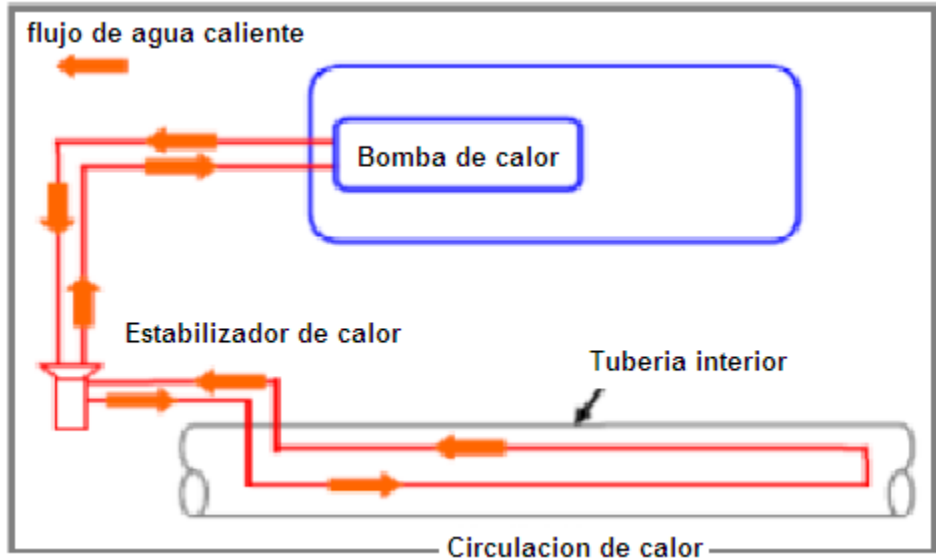 flujo de agua caliente
Bomba de calor
Estabilizador de calor
Tuberia interior
Circulacion de calor